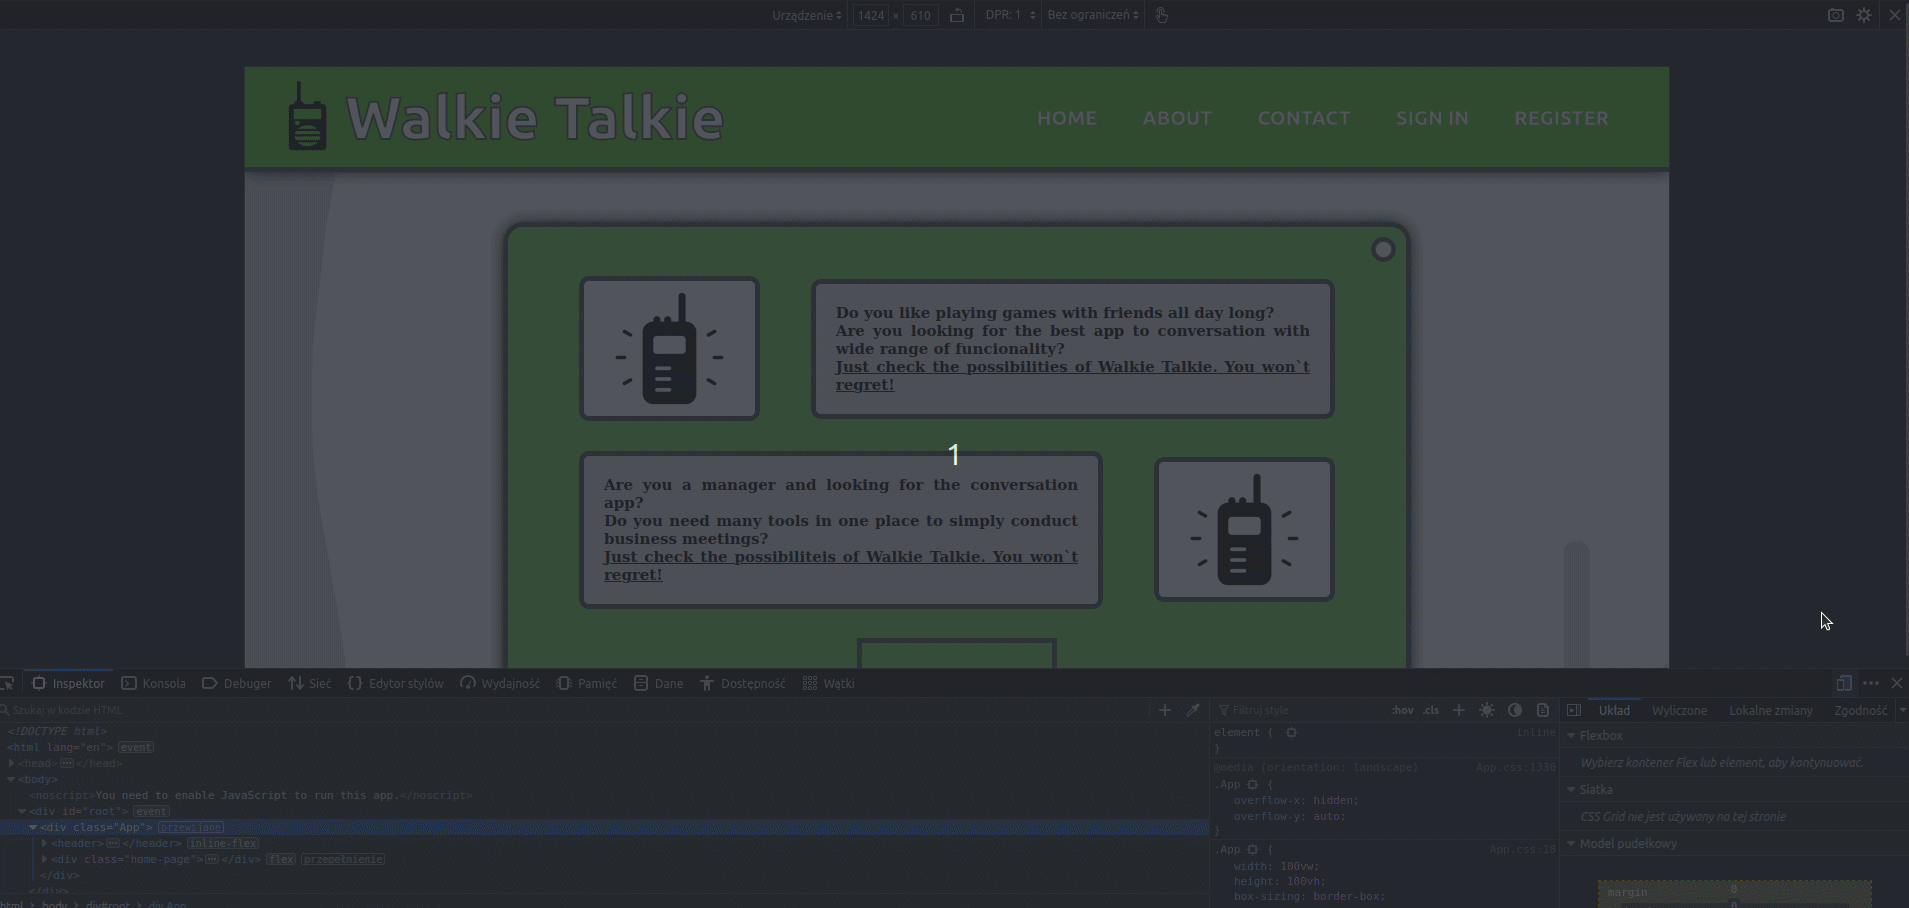 Urządzenie 1424 × 610 DPR: 1 Bez ograniczeń
Walkie Talkie
HOME ABOUT CONTACT SIGN IN REGISTER
Do you like playing games with friends all day long?
Are you looking for the best app to conversation with
wide range of funcionality?
Just check the possibilities of Walkie Talkie. You won`t
regret!
1
Are you a manager and looking for the conversation
app?
Do you need many tools in one place to simply conduct
business meetings?
Just check the possibiliteis of Walkie Talkie. You won`t
regret!
Inspektor Konsola Debuger Sieć Edytor stylów Wydajność Pamięć Dane Dostępność Wątki
Szukaj w kodzie HTML
<!DOCTYPE html>
<html lang="en"> event
<head> ••• </head>
<body>
<noscript>You need to enable JavaScript to run this app.</noscript>
<div id="root"> event
<div class="App"> przewijane
<header> ••• </header> inline-flex
<div class="home-page"> ••• </div> flex przepełnienie
</div>
</div>
html > body > div#root > div.App
Filtruj style :hov .cls
element { inline
}
@media (orientation: landscape) App.css:1330
.App {
overflow-x: hidden;
overflow-y: auto;
}
.App { App.css:18
width: 100vw;
height: 100vh;
box-sizing: border-box;
Układ Wyliczone Lokalne zmiany Zgodność
Flexbox
Wybierz kontener Flex lub element, aby kontynuować.
Siatka
CSS Grid nie jest używany na tej stronie
Model pudełkowy
margin 0
0